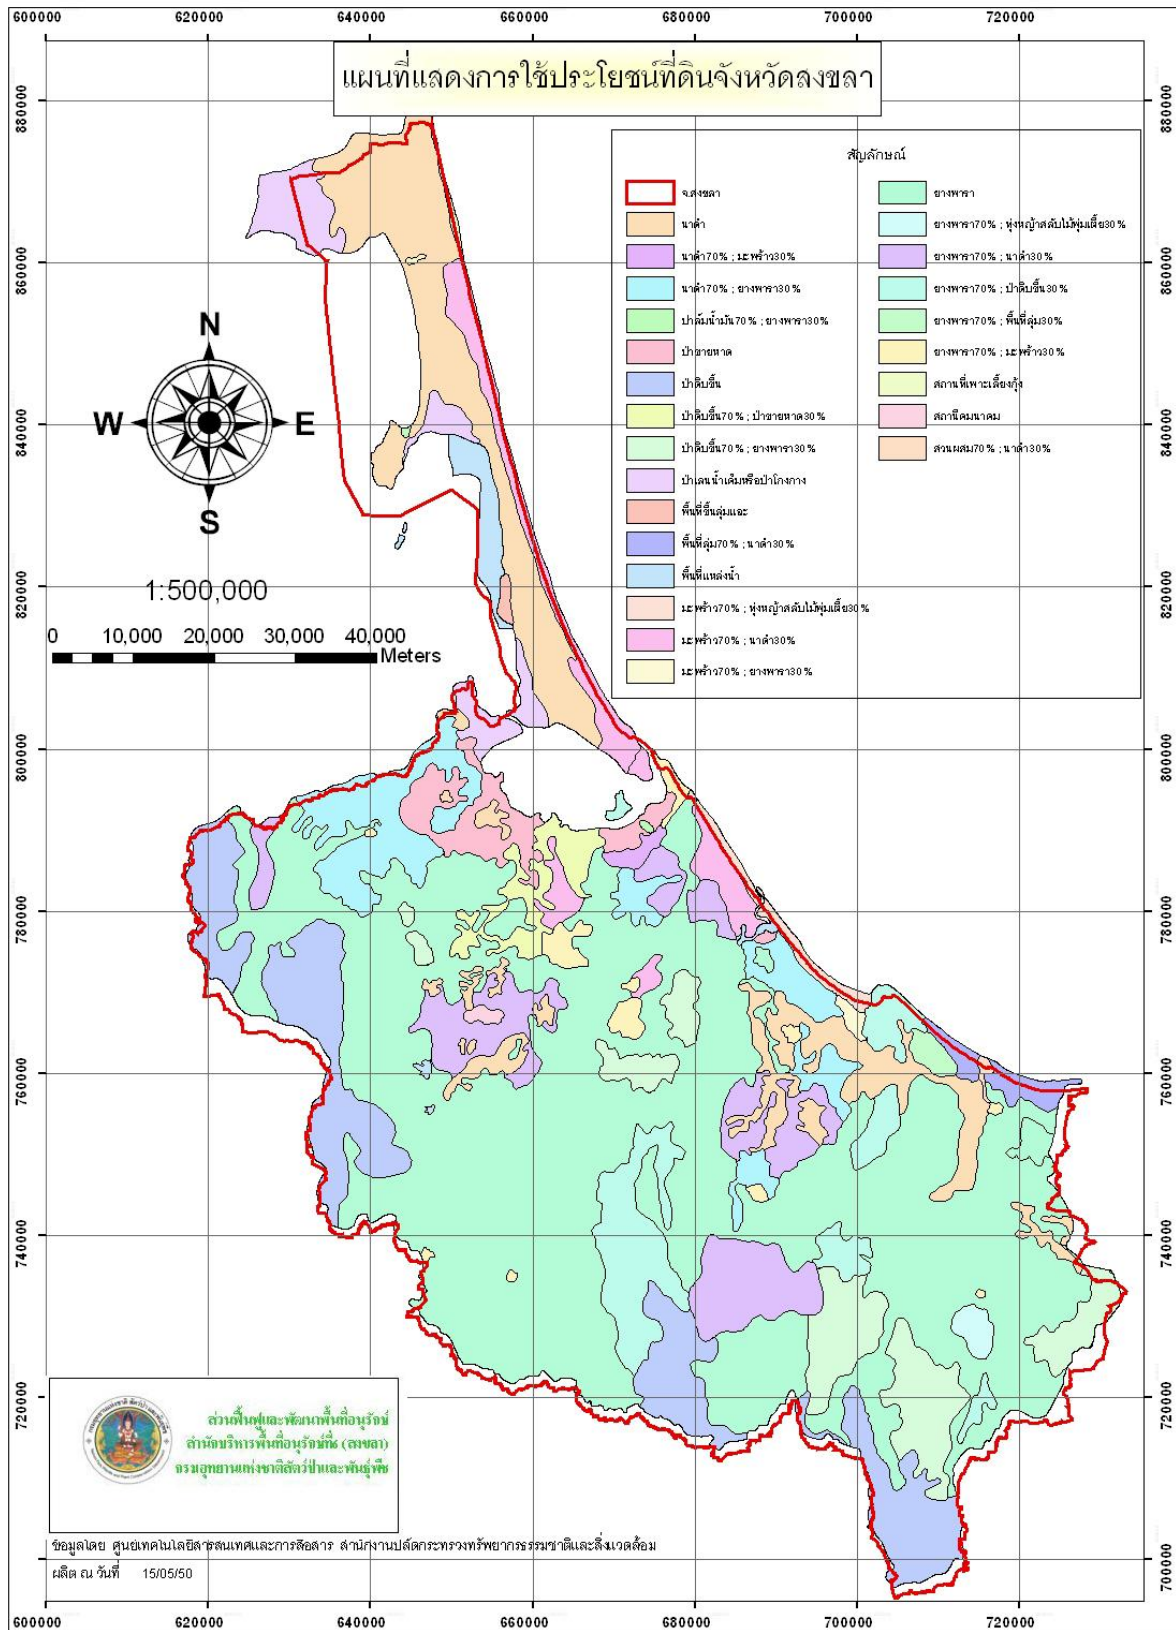 600000 620000 640000 660000 680000 700000 720000
แผนที่แสดงการใช้ประโยชน์ที่ดินจังหวัดสงขลา
สัญลักษณ์
จ.สงขลา
นาดำ
นาดำ70% ; มะพร้าว30%
นาดำ70% ; ยางพารา30%
ปาล์มน้ำมัน70% ; ยางพารา30%
ป่าชายหาด
ป่าดิบชื้น
ป่าดิบชื้น70% ; ป่าชายหาด30%
ป่าดิบชื้น70% ; ยางพารา30%
ป่าเลนน้ำเค็มหรือป่าโกงกาง
พื้นที่ชื้นลุ่มแฉะ
พื้นที่ลุ่ม70% ; นาดำ30%
พื้นที่แหล่งน้ำ
มะพร้าว70% ; ทุ่งหญ้าสลับไม้พุ่มเตี้ย30%
มะพร้าว70% ; นาดำ30%
มะพร้าว70% ; ยางพารา30%
ยางพารา
ยางพารา70% ; ทุ่งหญ้าสลับไม้พุ่มเตี้ย30%
ยางพารา70% ; นาดำ30%
ยางพารา70% ; ป่าดิบชื้น30%
ยางพารา70% ; พื้นที่ลุ่ม30%
ยางพารา70% ; มะพร้าว30%
สถานที่เพาะเลี้ยงกุ้ง
สถานีคมนาคม
สวนผสม70% ; นาดำ30%
880000 880000
860000 860000
840000 840000
820000 820000
800000 800000
780000 780000
760000 760000
740000 740000
720000 720000
700000 700000
N
W E
S
1:500,000
0 10,000 20,000 30,000 40,000
Meters
ส่วนฟื้นฟูและพัฒนาพื้นที่อนุรักษ์
สำนักบริหารพื้นที่อนุรักษ์ที่6 (สงขลา)
กรมอุทยานแห่งชาติสัตว์ป่าและพันธุ์พืช
ข้อมูลโดย ศูนย์เทคโนโลยีสารสนเทศและการสื่อสาร สำนักงานปลัดกระทรวงทรัพยากรธรรมชาติและสิ่งแวดล้อม
ผลิต ณ วันที่ 15/05/50
600000 620000 640000 660000 680000 700000 720000